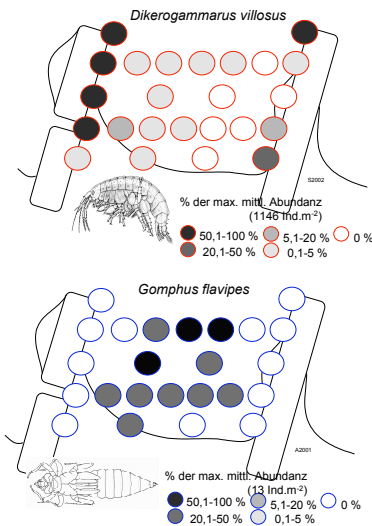 Dikerogammarus villosus
S2002
% der max. mittl. Abundanz
(1146 Ind.m-2)
50,1-100 % 5,1-20 % 0 %
20,1-50 % 0,1-5 %
Gomphus flavipes
A2001
% der max. mittl. Abundanz
(13 Ind.m-2)
50,1-100 % 5,1-20 % 0 %
20,1-50 % 0,1-5 %